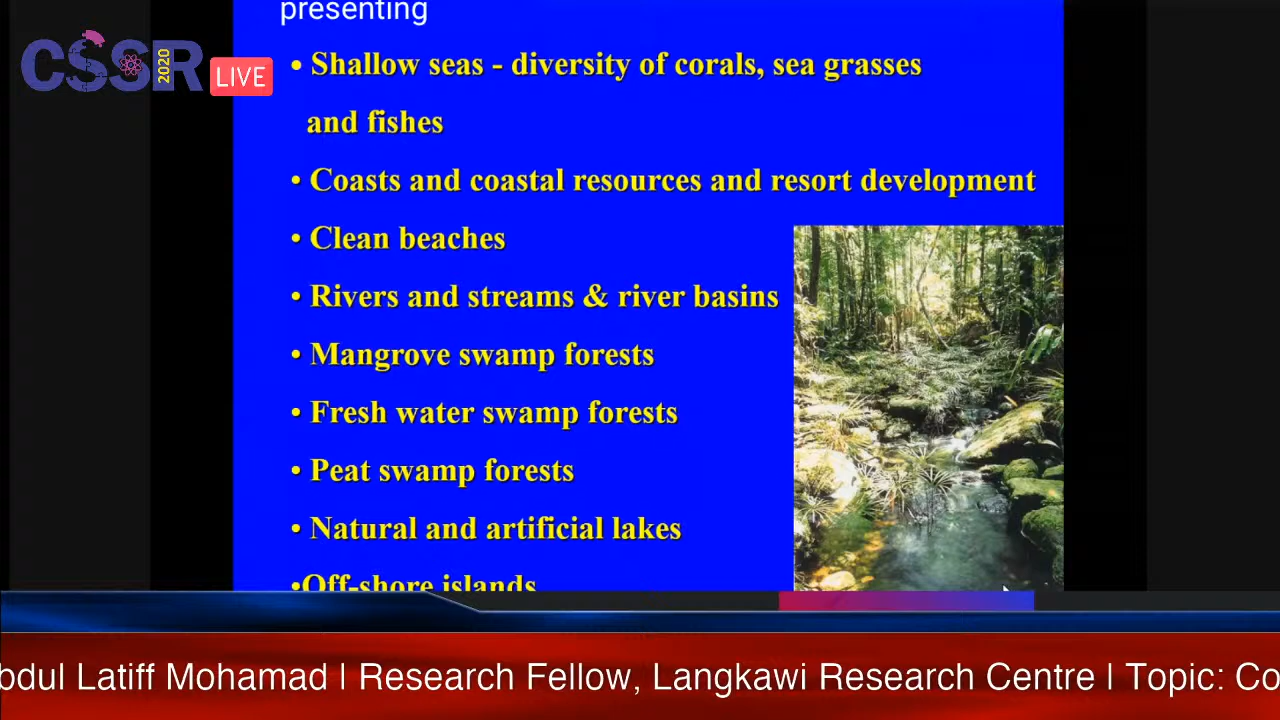 presenting
CSSR
2020
LIVE
• Shallow seas - diversity of corals, sea grasses
and fishes
• Coasts and coastal resources and resort development
• Clean beaches
• Rivers and streams & river basins
• Mangrove swamp forests
• Fresh water swamp forests
• Peat swamp forests
• Natural and artificial lakes
•Off-shore islands
bdul Latiff Mohamad | Research Fellow, Langkawi Research Centre | Topic: Co